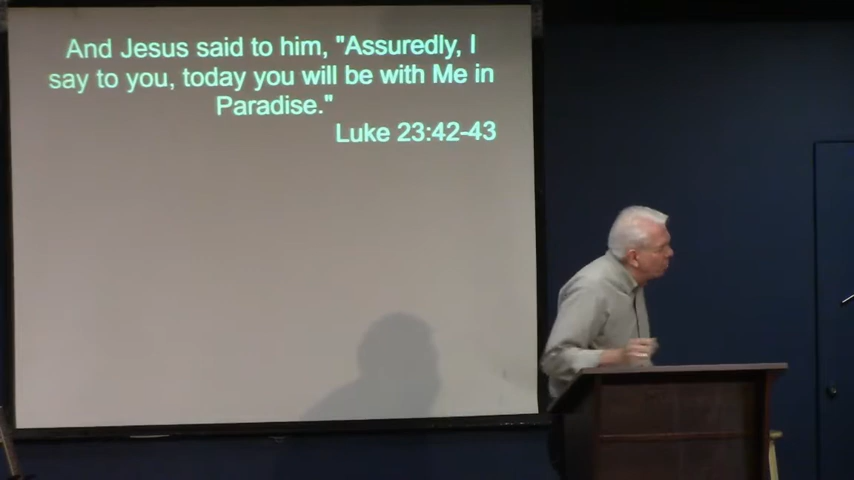 And Jesus said to him, "Assuredly, I
say to you, today you will be with Me in
Paradise."
Luke 23:42-43